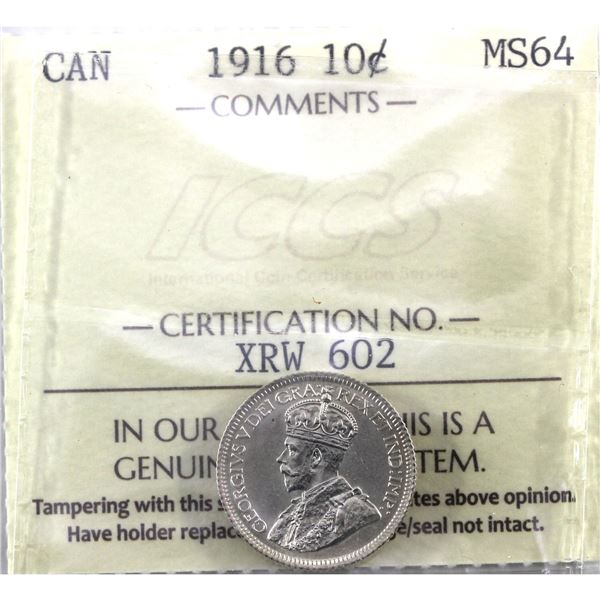 CAN 1916 10¢ MS64
— COMMENTS —
ICCS
International Coin Certification Service
— CERTIFICATION NO. —
XRW 602
IN OUR IS IS A
GENUIN TEM.
Tampering with this s tes above opinion.
Have holder replac e/seal not intact.
GEORGIVS V DEI GRA: REX ET IND:IMP: